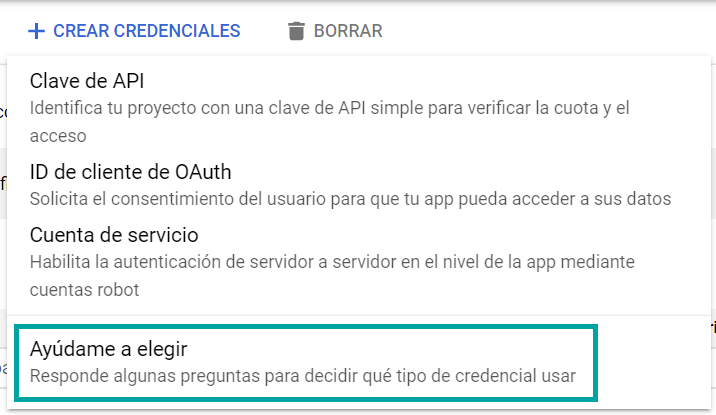 CREAR CREDENCIALES BORRAR
Clave de API
Identifica tu proyecto con una clave de API simple para verificar la cuota y el
acceso
ID de cliente de OAuth
Solicita el consentimiento del usuario para que tu app pueda acceder a sus datos
Cuenta de servicio
Habilita la autenticación de servidor a servidor en el nivel de la app mediante
cuentas robot
Ayúdame a elegir
Responde algunas preguntas para decidir qué tipo de credencial usar